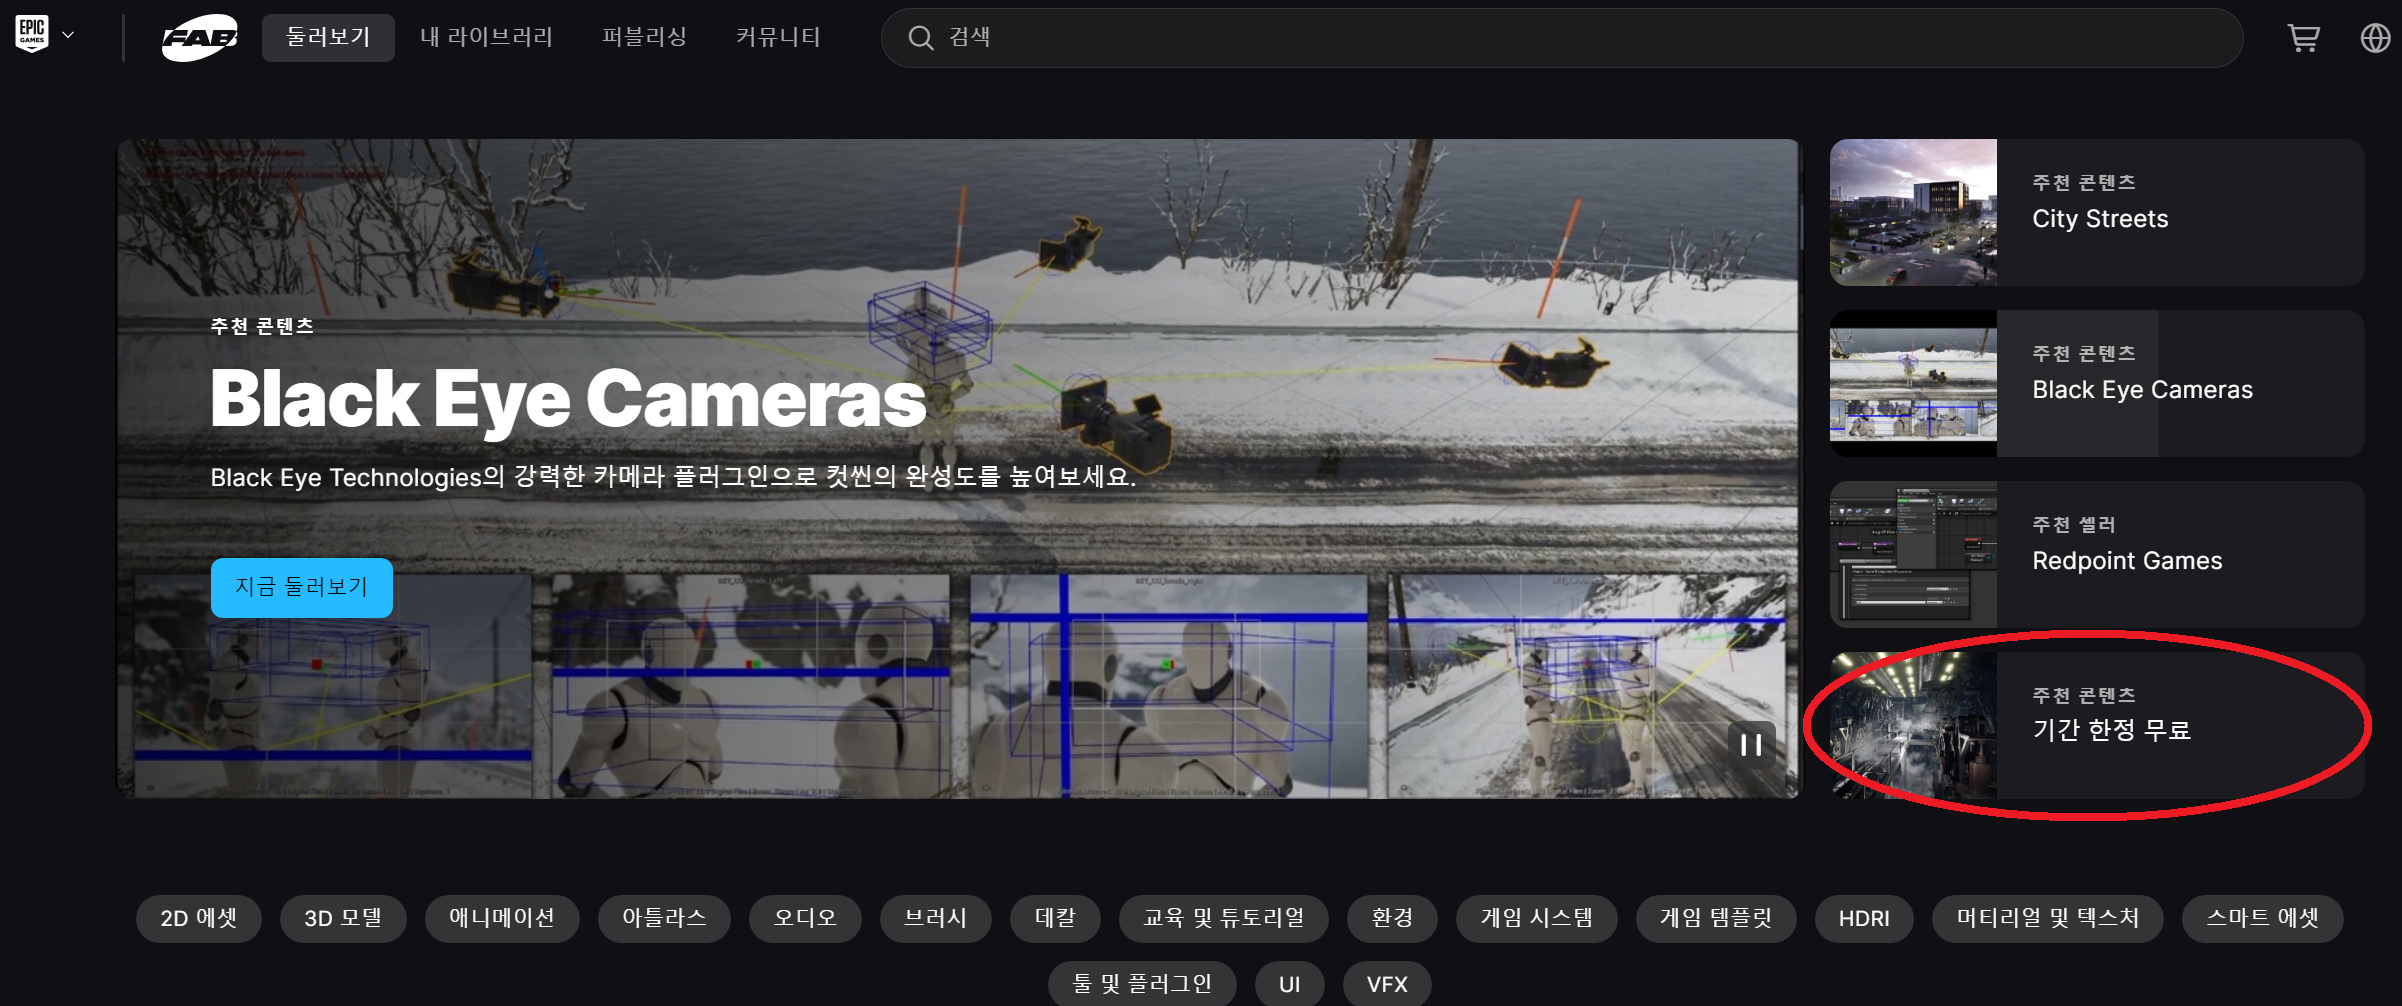 EPIC
GAMES
FAB
둘러보기
내 라이브러리
퍼블리싱
커뮤니티
검색
추천 콘텐츠
Black Eye Cameras
Black Eye Technologies의 강력한 카메라 플러그인으로 컷씬의 완성도를 높여보세요.
지금 둘러보기
추천 콘텐츠
City Streets
추천 콘텐츠
Black Eye Cameras
추천 셀러
Redpoint Games
추천 콘텐츠
기간 한정 무료
2D 에셋
3D 모델
애니메이션
아틀라스
오디오
브러시
데칼
교육 및 튜토리얼
환경
게임 시스템
게임 템플릿
HDRI
머티리얼 및 텍스처
스마트 에셋
툴 및 플러그인
UI
VFX